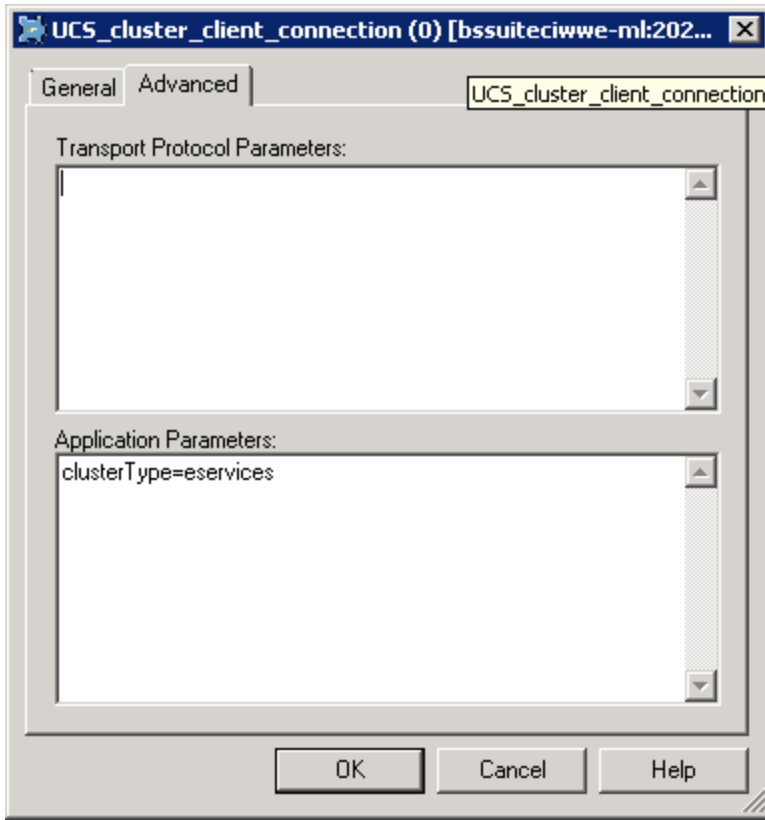 UCS_cluster_client_connection (0) [bssuiteciwwe-ml:202...
General
Advanced
UCS_cluster_client_connection
Transport Protocol Parameters:
Application Parameters:
clusterType=eservices
OK
Cancel
Help